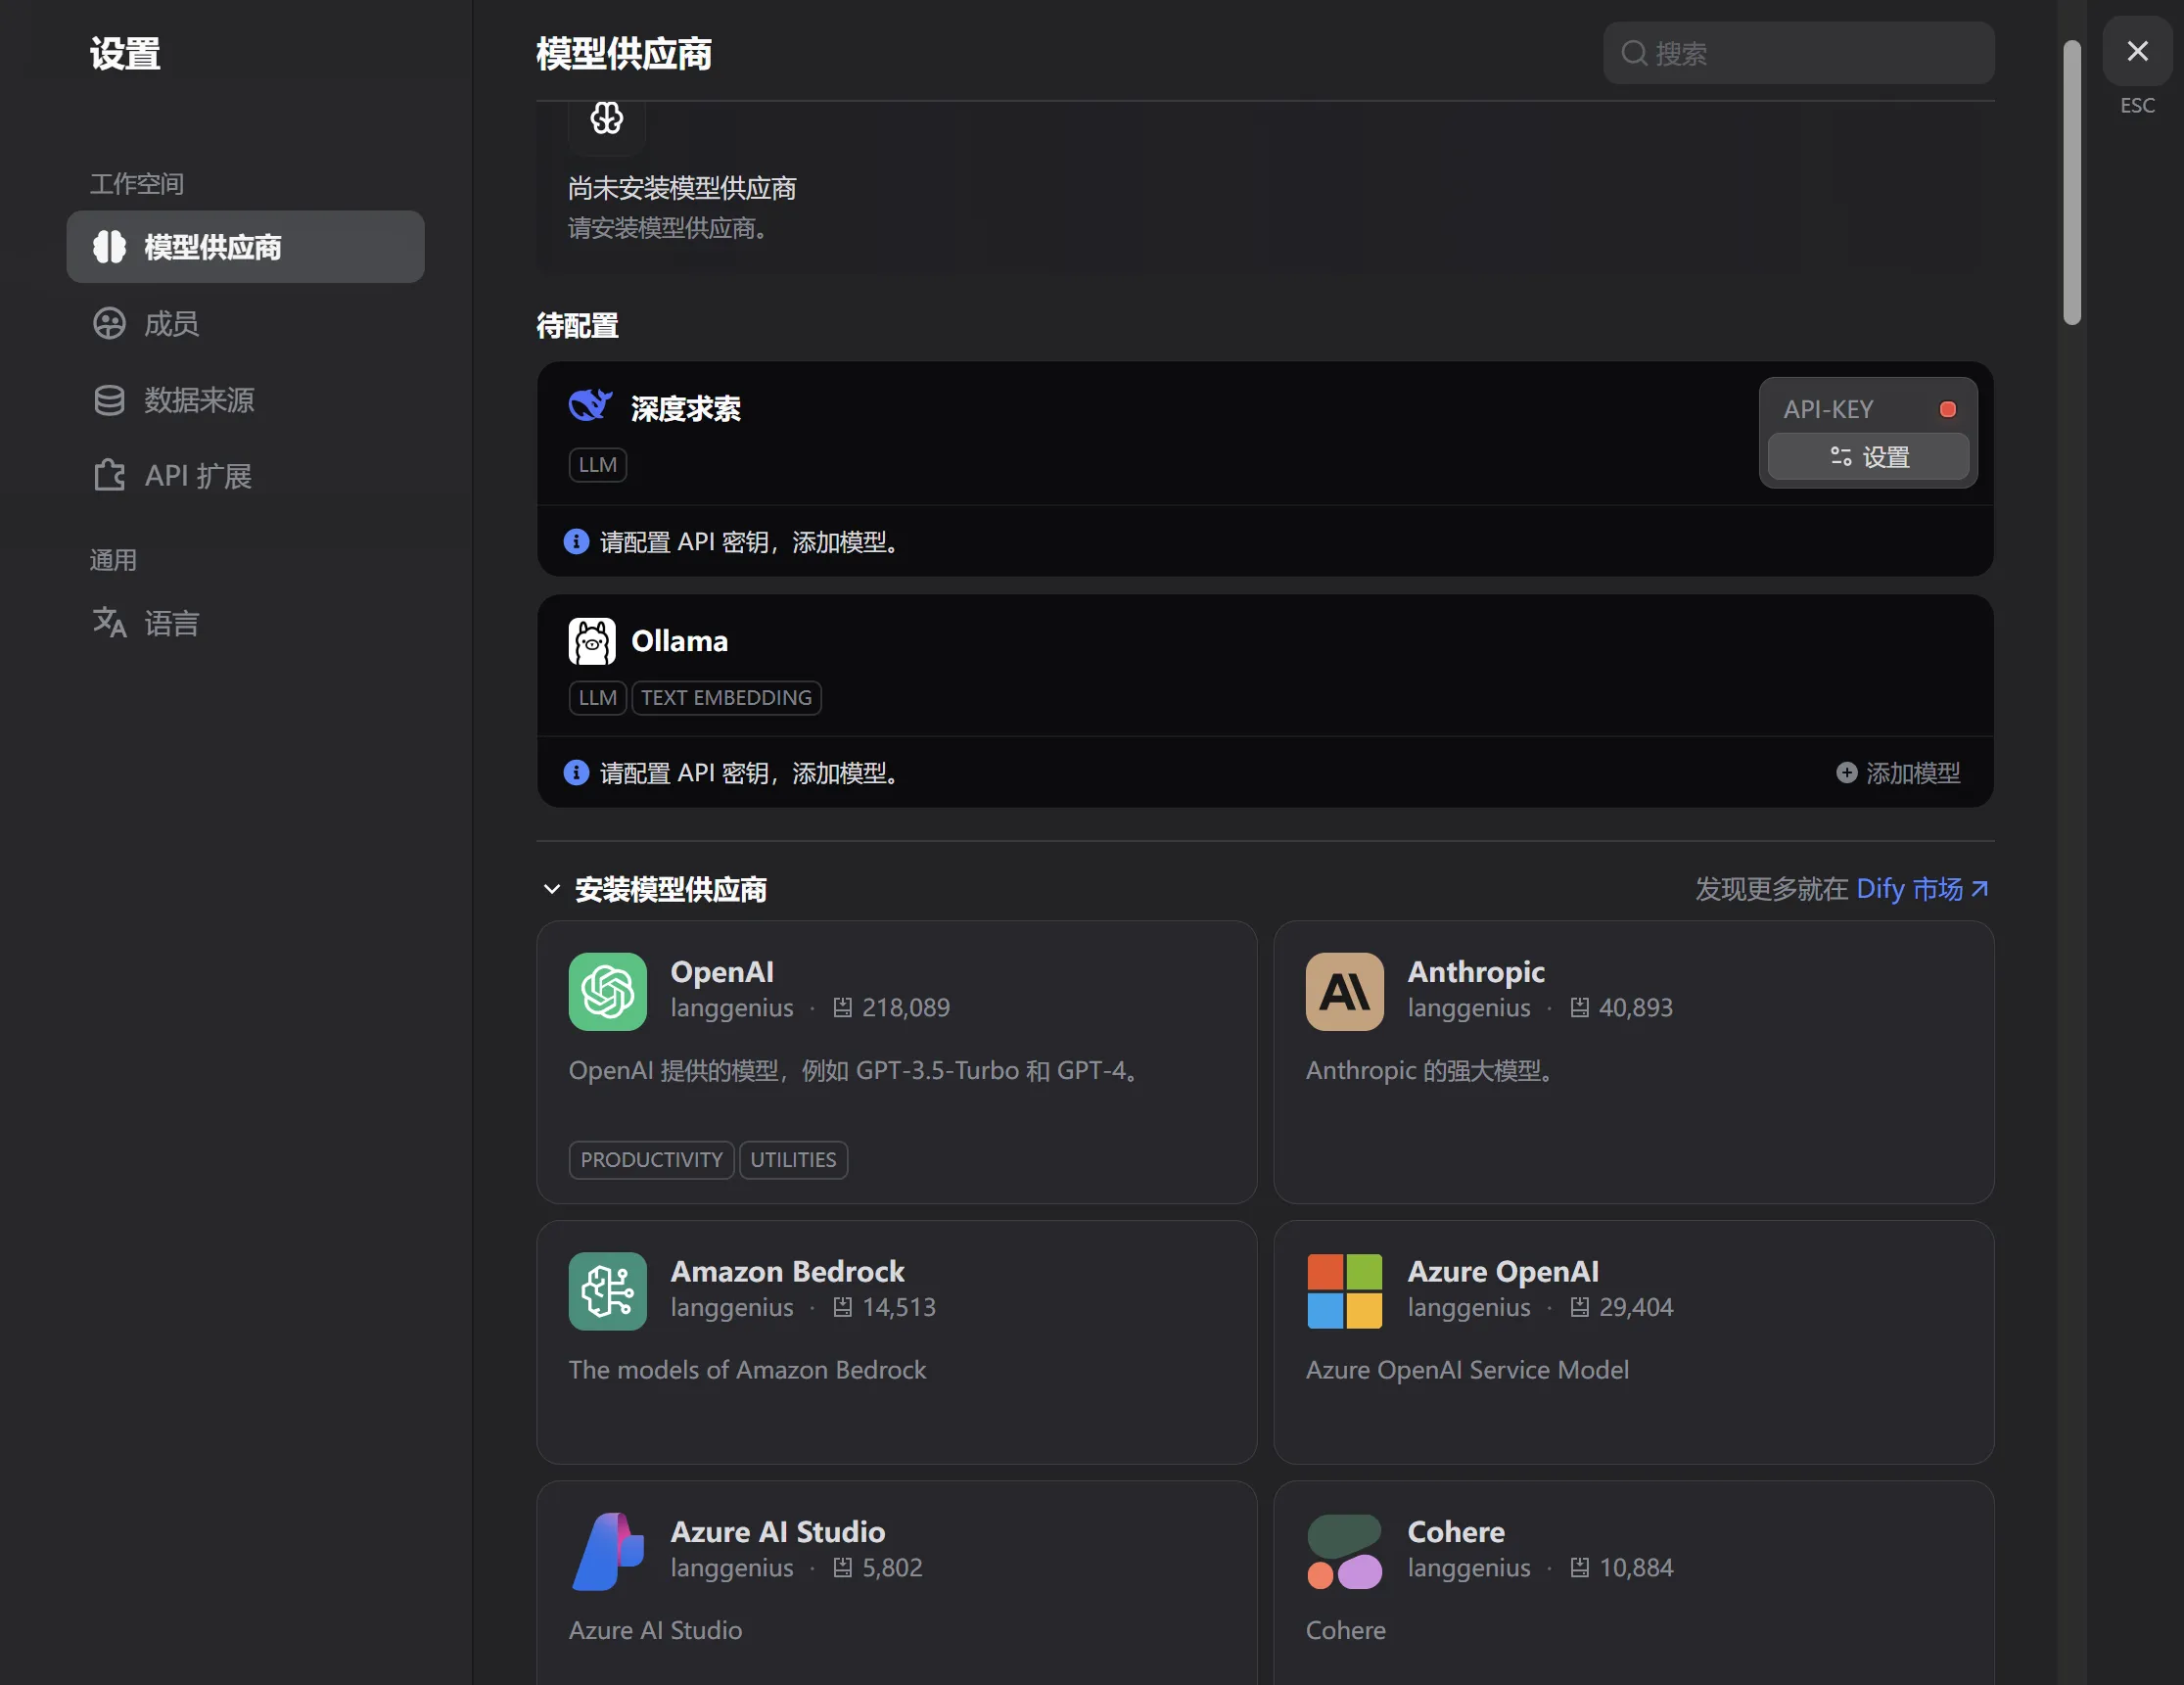 设置
工作空间
模型供应商
成员
数据来源
API 扩展
通用
语言
模型供应商
搜索
ESC
尚未安装模型供应商
请安装模型供应商。
待配置
深度求索
LLM
API-KEY
设置
请配置 API 密钥，添加模型。
Ollama
LLM TEXT EMBEDDING
请配置 API 密钥，添加模型。
添加模型
安装模型供应商
发现更多就在 Dify 市场
OpenAI
langgenius · 218,089
OpenAI 提供的模型，例如 GPT-3.5-Turbo 和 GPT-4。
PRODUCTIVITY UTILITIES
Anthropic
langgenius · 40,893
Anthropic 的强大模型。
Amazon Bedrock
langgenius · 14,513
The models of Amazon Bedrock
Azure OpenAI
langgenius · 29,404
Azure OpenAI Service Model
Azure AI Studio
langgenius · 5,802
Azure AI Studio
Cohere
langgenius · 10,884
Cohere